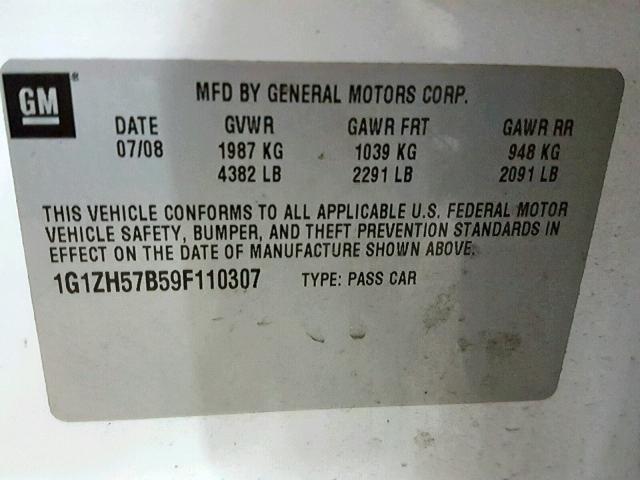 GM ®
MFD BY GENERAL MOTORS CORP.
DATE GVWR GAWR FRT GAWR RR
07/08 1987 KG 1039 KG 948 KG
4382 LB 2291 LB 2091 LB
THIS VEHICLE CONFORMS TO ALL APPLICABLE U.S. FEDERAL MOTOR
VEHICLE SAFETY, BUMPER, AND THEFT PREVENTION STANDARDS IN
EFFECT ON THE DATE OF MANUFACTURE SHOWN ABOVE.
1G1ZH57B59F110307 TYPE: PASS CAR